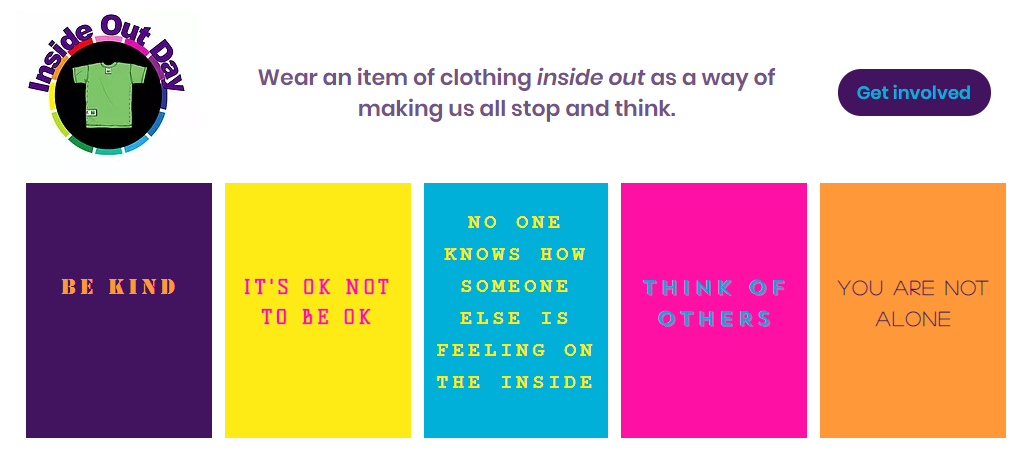 Inside Out Day
Wear an item of clothing inside out as a way of
making us all stop and think.
Get involved
BE KIND
IT'S OK NOT
TO BE OK
NO ONE
KNOWS HOW
SOMEONE
ELSE IS
FEELING ON
THE INSIDE
THINK OF
OTHERS
YOU ARE NOT
ALONE